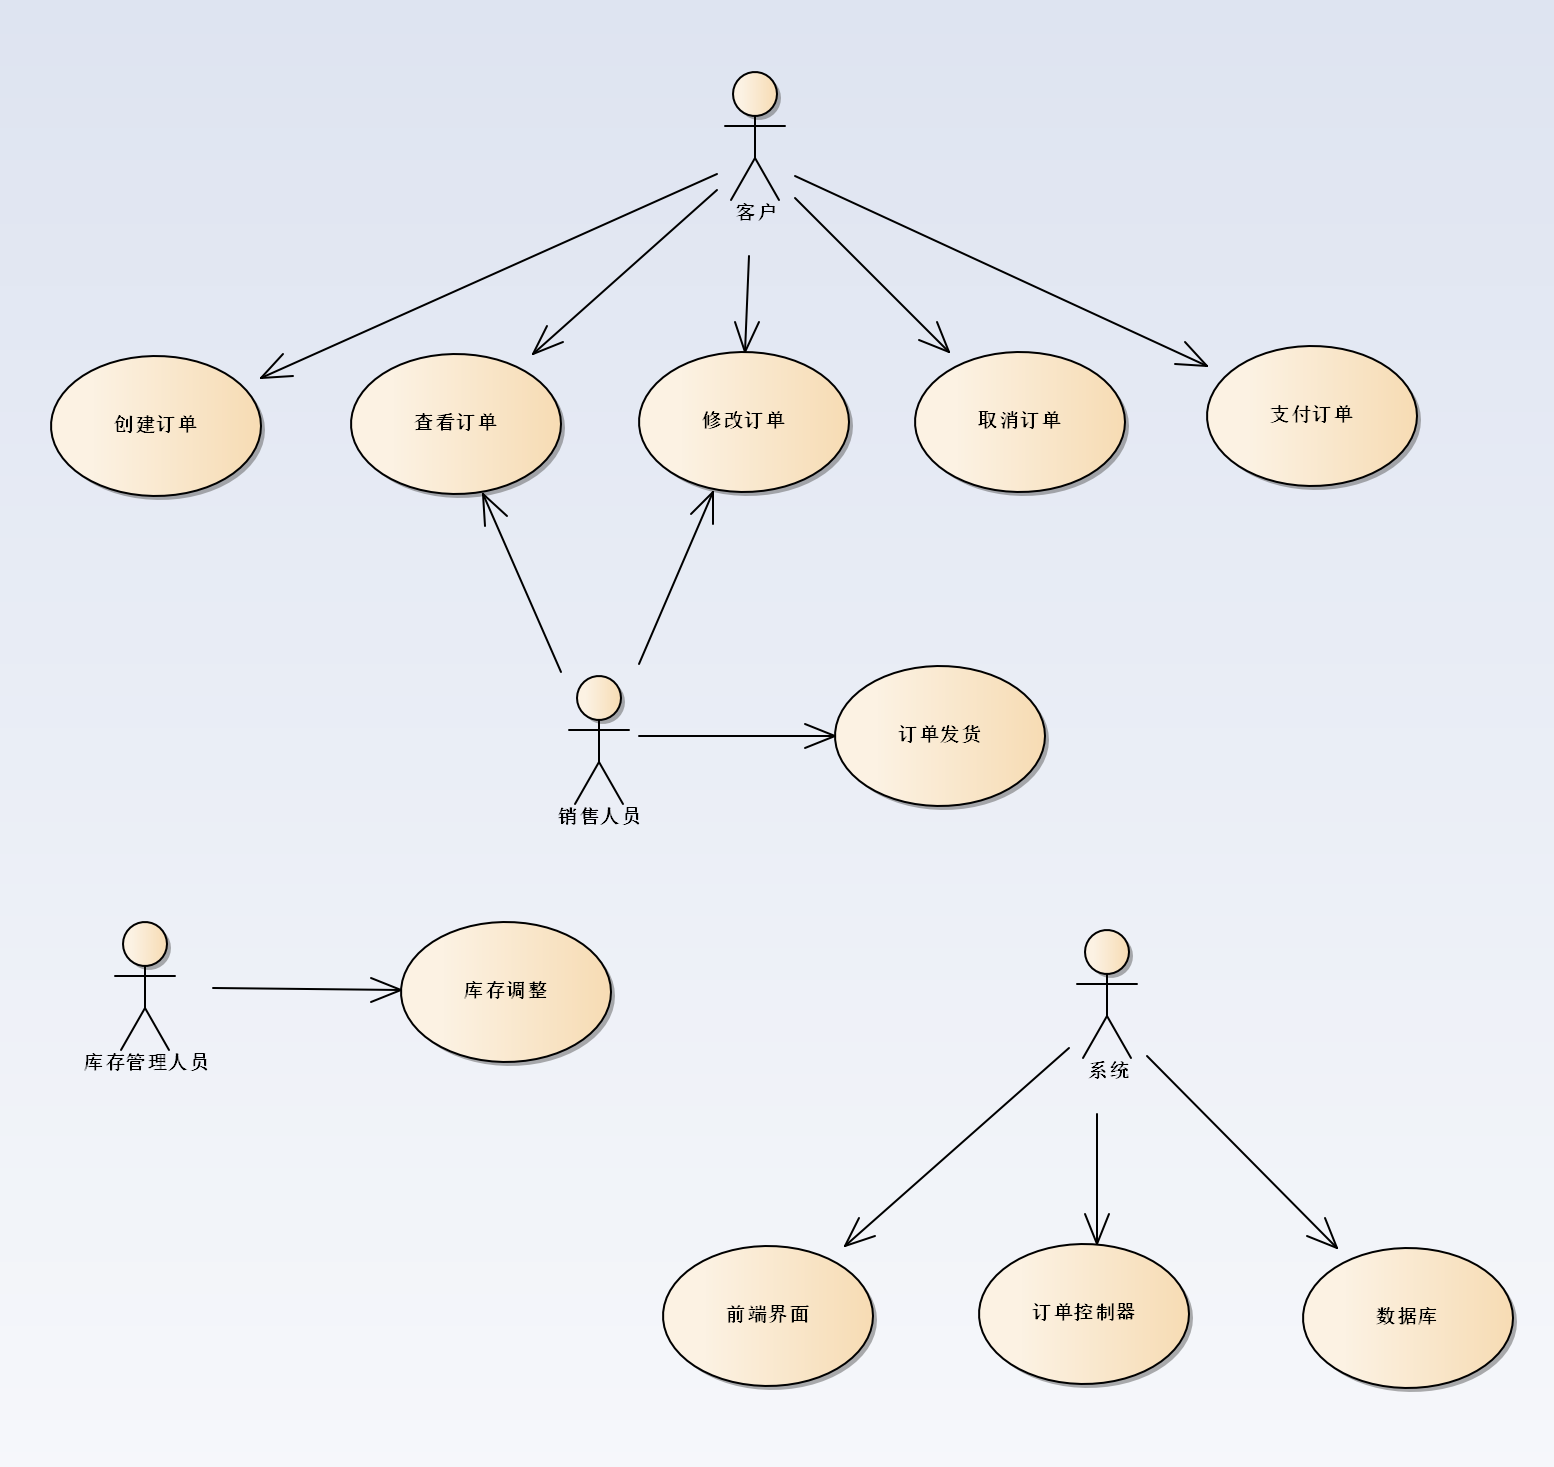 客户
创建订单
查看订单
修改订单
取消订单
支付订单
销售人员
订单发货
库存管理人员
库存调整
系统
前端界面
订单控制器
数据库